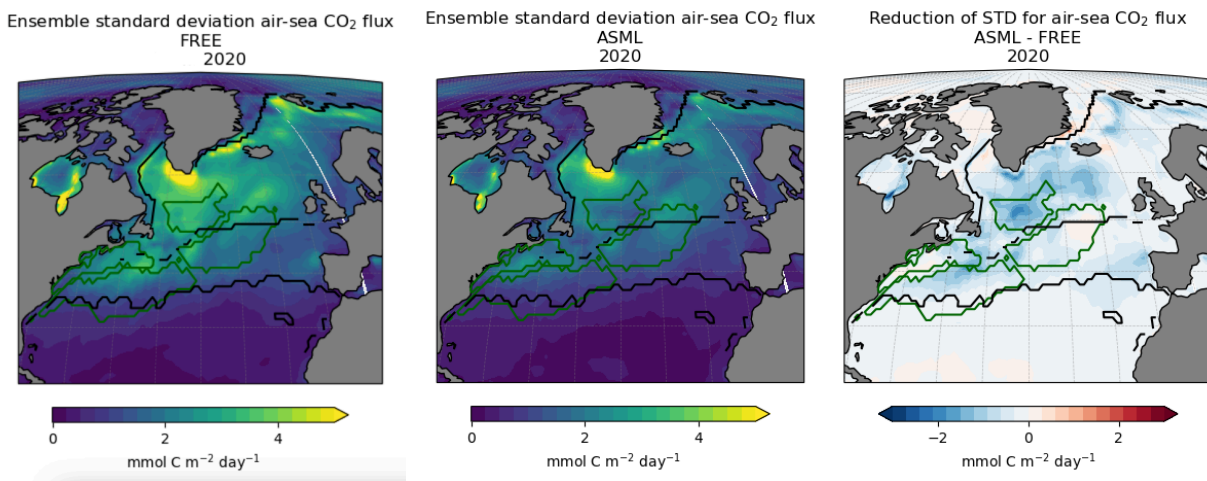 Ensemble standard deviation air-sea CO₂ flux
FREE
2020
0 2 4
mmol C m⁻² day⁻¹
Ensemble standard deviation air-sea CO₂ flux
ASML
2020
0 2 4
mmol C m⁻² day⁻¹
Reduction of STD for air-sea CO₂ flux
ASML - FREE
2020
−2 0 2
mmol C m⁻² day⁻¹